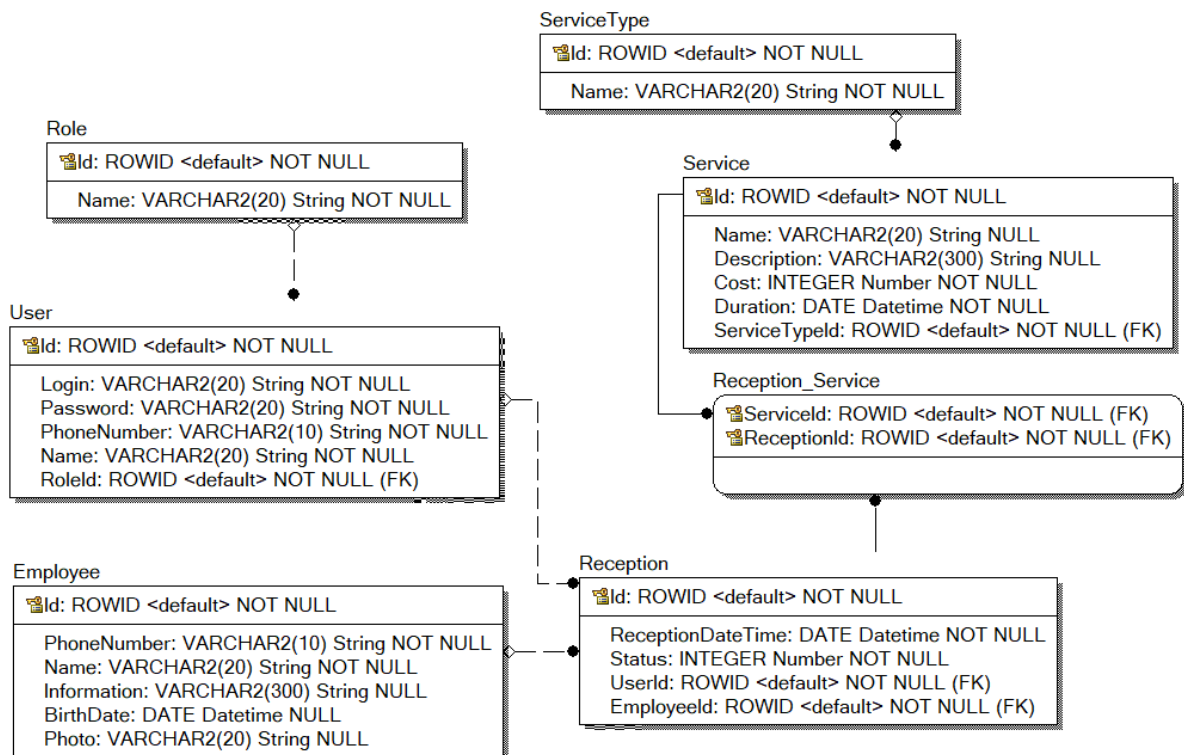 ServiceType
Id: ROWID <default> NOT NULL
Name: VARCHAR2(20) String NOT NULL
Role
Id: ROWID <default> NOT NULL
Name: VARCHAR2(20) String NOT NULL
Service
Id: ROWID <default> NOT NULL
Name: VARCHAR2(20) String NULL
Description: VARCHAR2(300) String NULL
Cost: INTEGER Number NOT NULL
Duration: DATE Datetime NOT NULL
ServiceTypeId: ROWID <default> NOT NULL (FK)
User
Id: ROWID <default> NOT NULL
Login: VARCHAR2(20) String NOT NULL
Password: VARCHAR2(20) String NOT NULL
PhoneNumber: VARCHAR2(10) String NOT NULL
Name: VARCHAR2(20) String NOT NULL
RoleId: ROWID <default> NOT NULL (FK)
Reception_Service
ServiceId: ROWID <default> NOT NULL (FK)
ReceptionId: ROWID <default> NOT NULL (FK)
Employee
Id: ROWID <default> NOT NULL
PhoneNumber: VARCHAR2(10) String NOT NULL
Name: VARCHAR2(20) String NOT NULL
Information: VARCHAR2(300) String NULL
BirthDate: DATE Datetime NULL
Photo: VARCHAR2(20) String NULL
Reception
Id: ROWID <default> NOT NULL
ReceptionDateTime: DATE Datetime NOT NULL
Status: INTEGER Number NOT NULL
UserId: ROWID <default> NOT NULL (FK)
EmployeeId: ROWID <default> NOT NULL (FK)